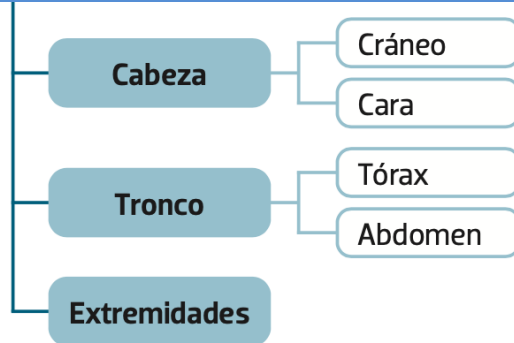 Cabeza
Cráneo
Cara
Tronco
Tórax
Abdomen
Extremidades